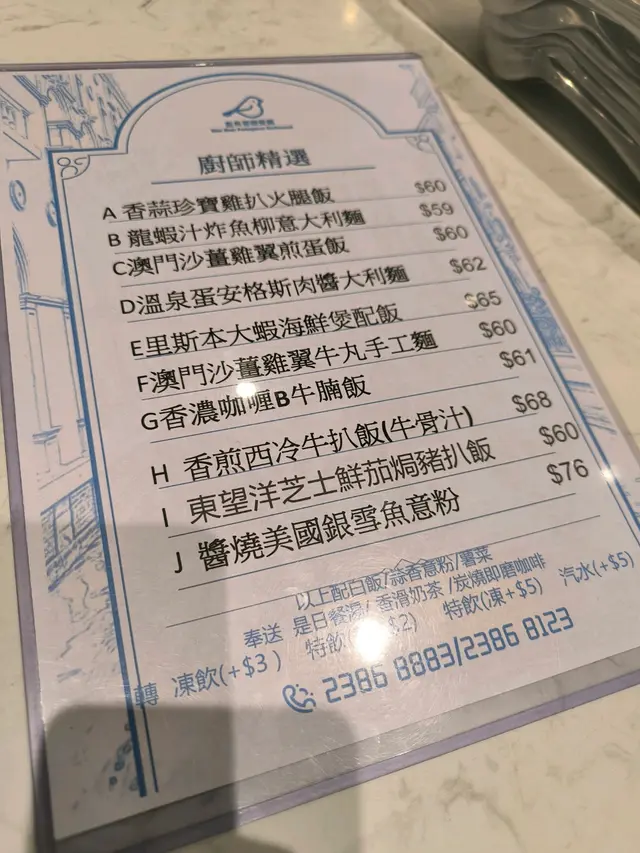 廚師精選
A 香蒜珍寶雞扒火腿飯 $60
B 龍蝦汁炸魚柳意大利麵 $59
C澳門沙薑雞翼煎蛋飯 $60
D溫泉蛋安格斯肉醬大利麵 $62
E里斯本大蝦海鮮煲配飯 $65
F澳門沙薑雞翼牛丸手工麵 $60
G香濃咖喱B牛腩飯 $61
H 香煎西冷牛扒飯(牛骨汁) $68
I 東望洋芝士鮮茄焗豬扒飯 $60
J 醬燒美國銀雪魚意粉 $76
以上配白飯/蒜香意粉/薯菜
奉送 是日餐湯/香滑奶茶/炭燒即磨咖啡
轉 凍飲(+$3) 特飲 $2) 特飲(凍+$5) 汽水(+$5)
2386 8883/2386 8123